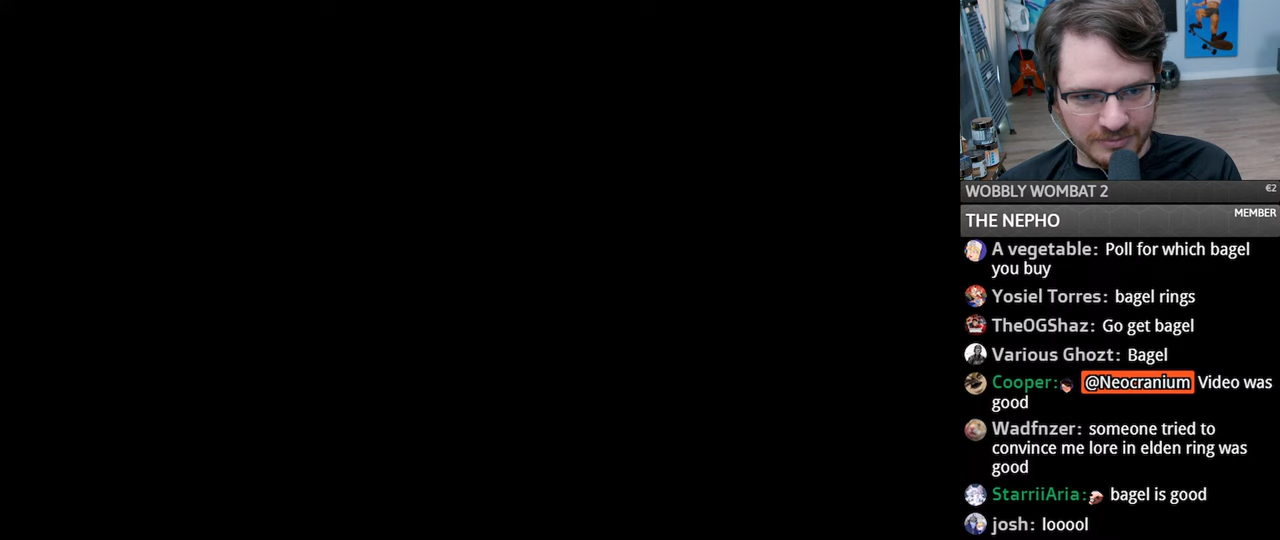 WOBBLY WOMBAT 2
€2
THE NEPHO
MEMBER
A vegetable: Poll for which bagel
you buy
Yosiel Torres: bagel rings
TheOGShaz: Go get bagel
Various Ghozt: Bagel
Cooper: @Neocranium Video was
good
Wadfnzer: someone tried to
convince me lore in elden ring was
good
StarriiAria: bagel is good
josh: looool